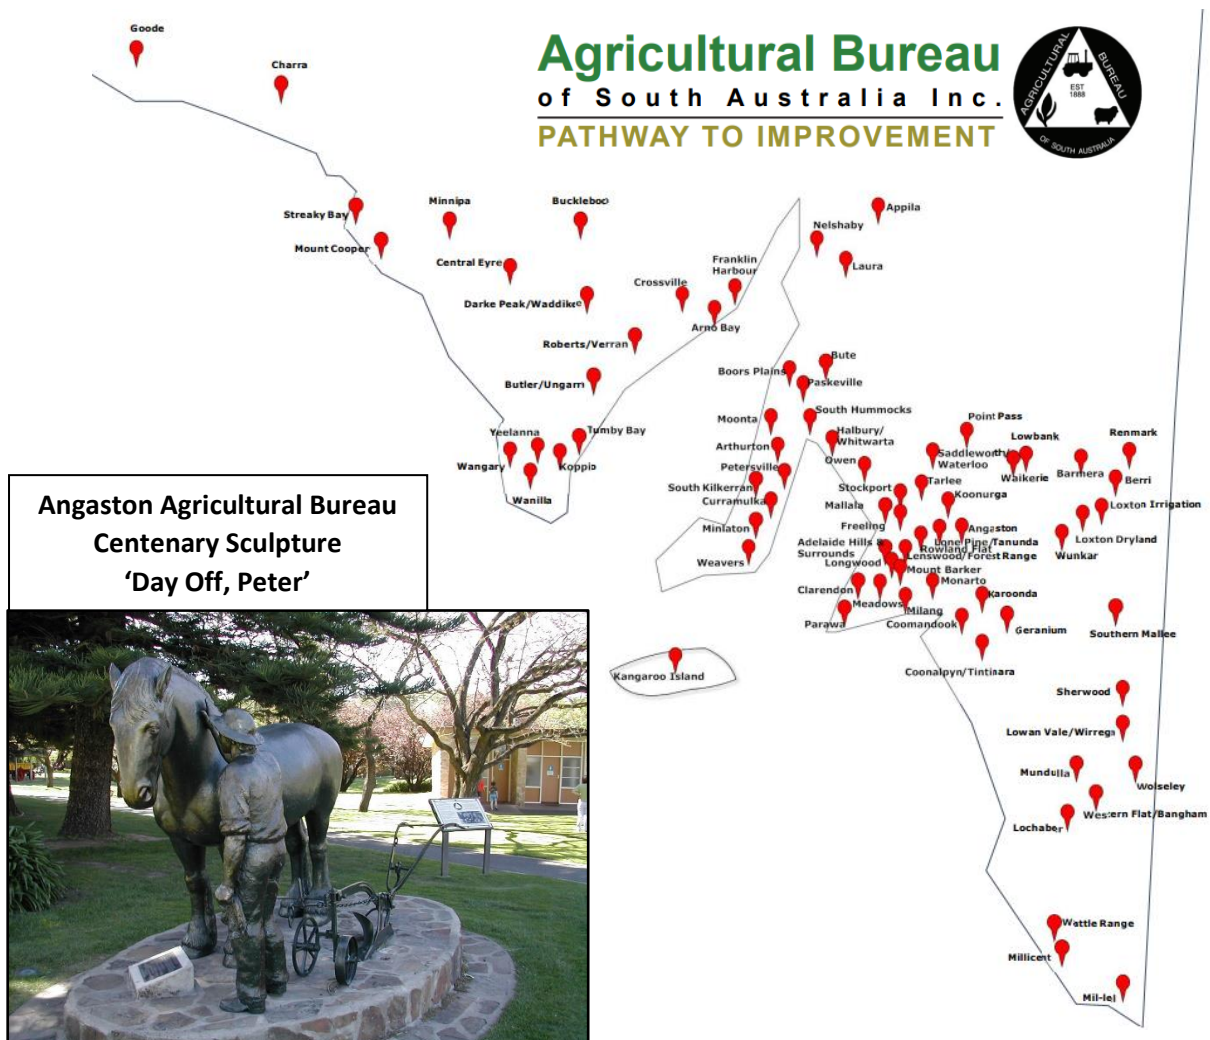 Goode
Charra
Agricultural Bureau
of South Australia Inc.
PATHWAY TO IMPROVEMENT
AGRICULTURAL BUREAU
EST
1888
OF SOUTH AUSTRALIA
Streaky Bay
Minnipa
Buckleboo
Appila
Nelshaby
Mount Cooper
Central Eyre
Franklin
Harbour
Laura
Crossville
Darke Peak/Waddikee
Arno Bay
Roberts/Verran
Bute
Boors Plains
Paskeville
Butler/Ungarri
Moonta
South Hummocks
Point Pass
Yeelanna
Tumby Bay
Halbury/
Whitwarta
Lowbank
Renmark
Arthurton
Saddleworth/
Waterloo
Wangary
Koppio
Petersville
Owen
Waikerie
Barmera
Berri
Wanilla
South Kilkerran
Stockport
Tarlee
Curramulka
Mallala
Koonurga
Loxton Irrigation
Minlaton
Freeling
Angaston
Loxton Dryland
Adelaide Hills &
Surrounds
Lone Pine/Tanunda
Rowland Flat
Wunkar
Weavers
Longwood
Lenswood/Forest Range
Mount Barker
Clarendon
Monarto
Meadows
Milang
Karoonda
Parawa
Coomandook
Geranium
Southern Mallee
Kangaroo Island
Coonalpyn/Tintinara
Sherwood
Lowan Vale/Wirrega
Mundulla
Wolseley
Western Flat/Bangham
Lochaber
Wattle Range
Millicent
Mil-lel
Angaston Agricultural Bureau
Centenary Sculpture
‘Day Off, Peter’